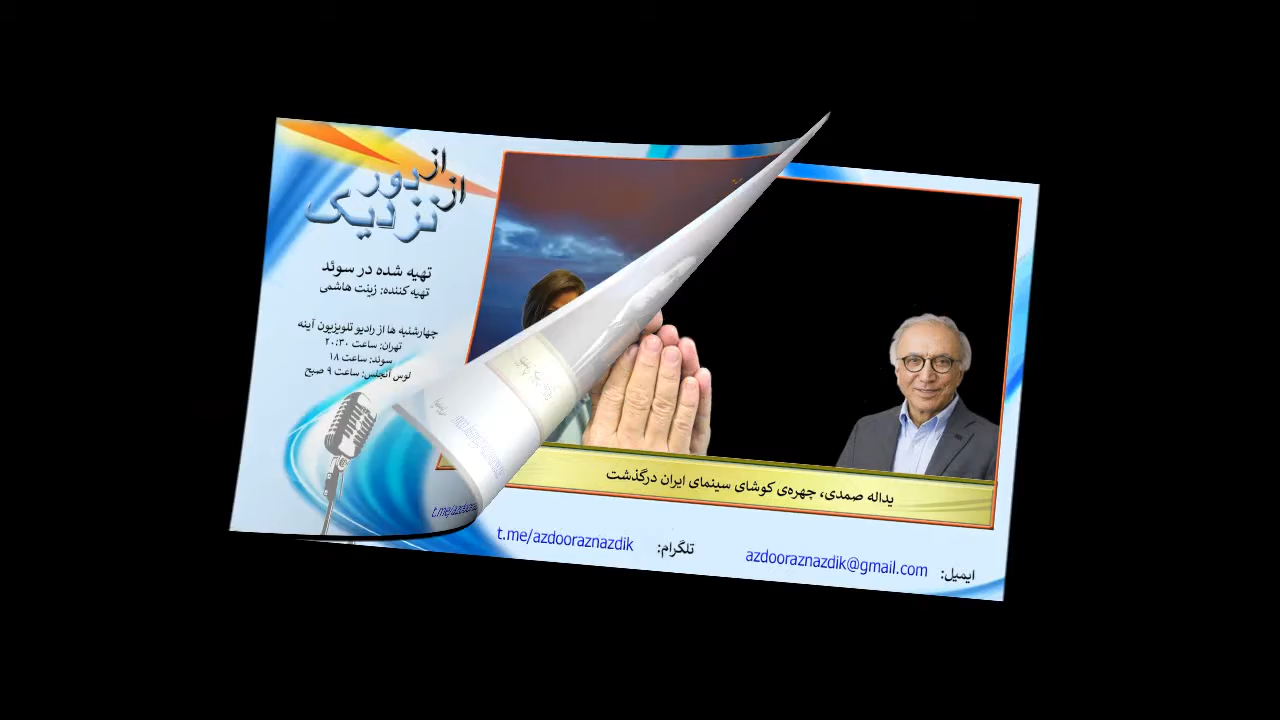 از دور
از نزدیک
تهیه شده در سوئد
تهیه کننده: زینت هاشمی
چهارشنبه ها از رادیو تلویزیون آینه
تهران: ساعت ۲۰:۳۰
سوئد: ساعت ۱۸
لوس آنجلس: ساعت ۹ صبح
یداله صمدی، چهره‌ی کوشای سینمای ایران درگذشت
ایمیل: azdooraznazdik@gmail.com
تلگرام: t.me/azdooraznazdik